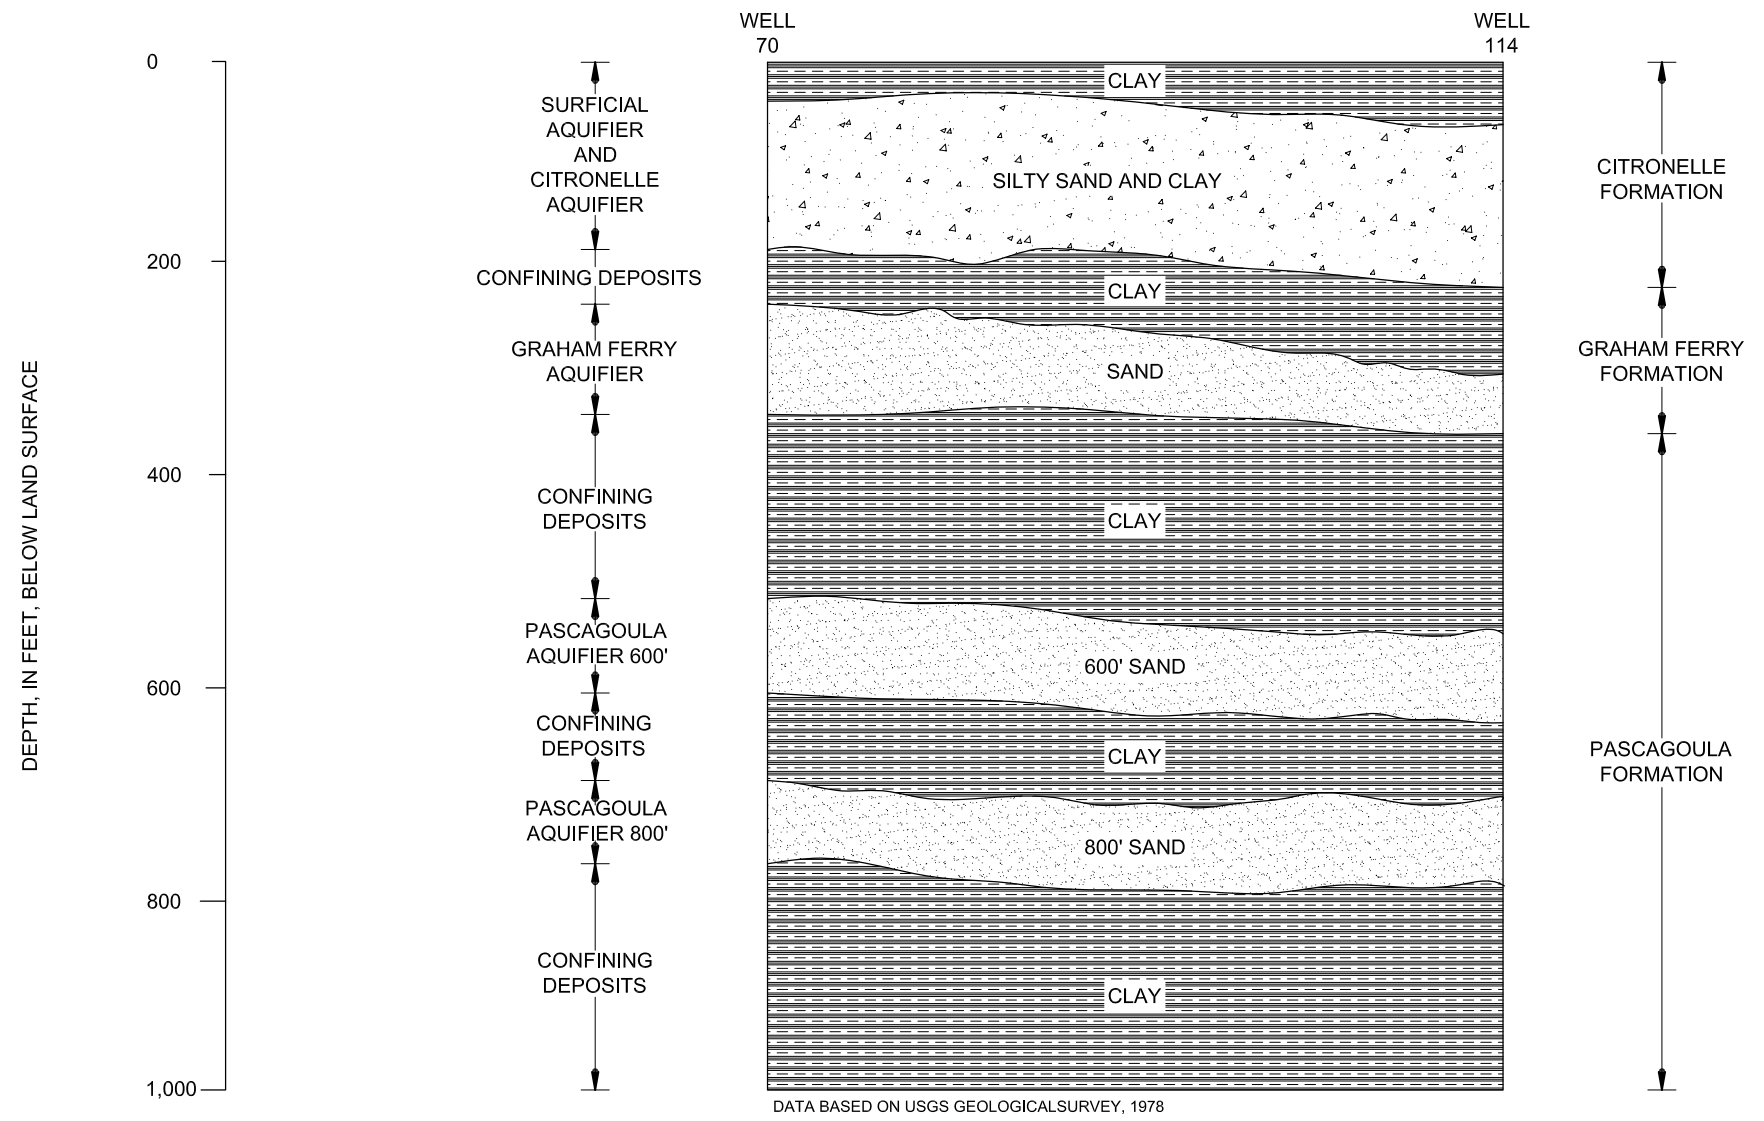 WELL
70
WELL
114
0
200
400
600
800
1,000
DEPTH, IN FEET, BELOW LAND SURFACE
SURFICIAL
AQUIFIER
AND
CITRONELLE
AQUIFIER
CONFINING DEPOSITS
GRAHAM FERRY
AQUIFIER
CONFINING
DEPOSITS
PASCAGOULA
AQUIFIER 600'
CONFINING
DEPOSITS
PASCAGOULA
AQUIFIER 800'
CONFINING
DEPOSITS
CLAY
SILTY SAND AND CLAY
CLAY
SAND
CLAY
600' SAND
CLAY
800' SAND
CLAY
CITRONELLE
FORMATION
GRAHAM FERRY
FORMATION
PASCAGOULA
FORMATION
DATA BASED ON USGS GEOLOGICALSURVEY, 1978